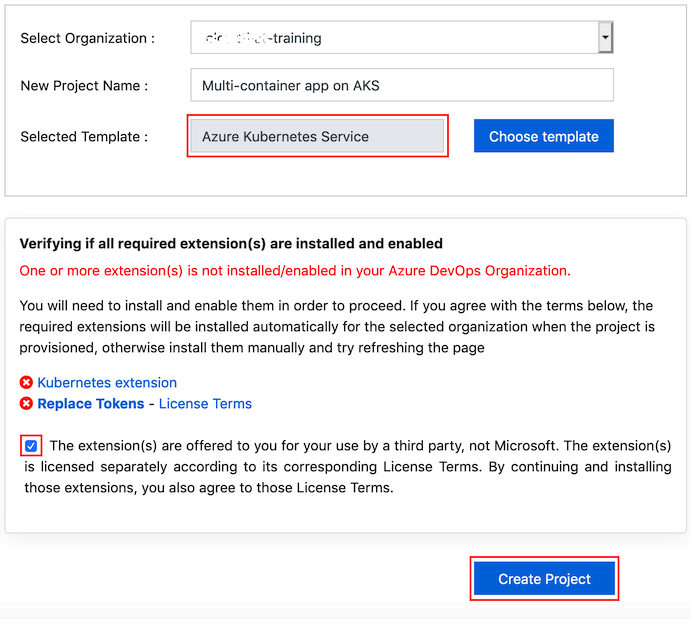 Select Organization :
-training
New Project Name :
Multi-container app on AKS
Selected Template :
Azure Kubernetes Service
Choose template
Verifying if all required extension(s) are installed and enabled
One or more extension(s) is not installed/enabled in your Azure DevOps Organization.
You will need to install and enable them in order to proceed. If you agree with the terms below, the
required extensions will be installed automatically for the selected organization when the project is
provisioned, otherwise install them manually and try refreshing the page
Kubernetes extension
Replace Tokens - License Terms
The extension(s) are offered to you for your use by a third party, not Microsoft. The extension(s)
is licensed separately according to its corresponding License Terms. By continuing and installing
those extensions, you also agree to those License Terms.
Create Project